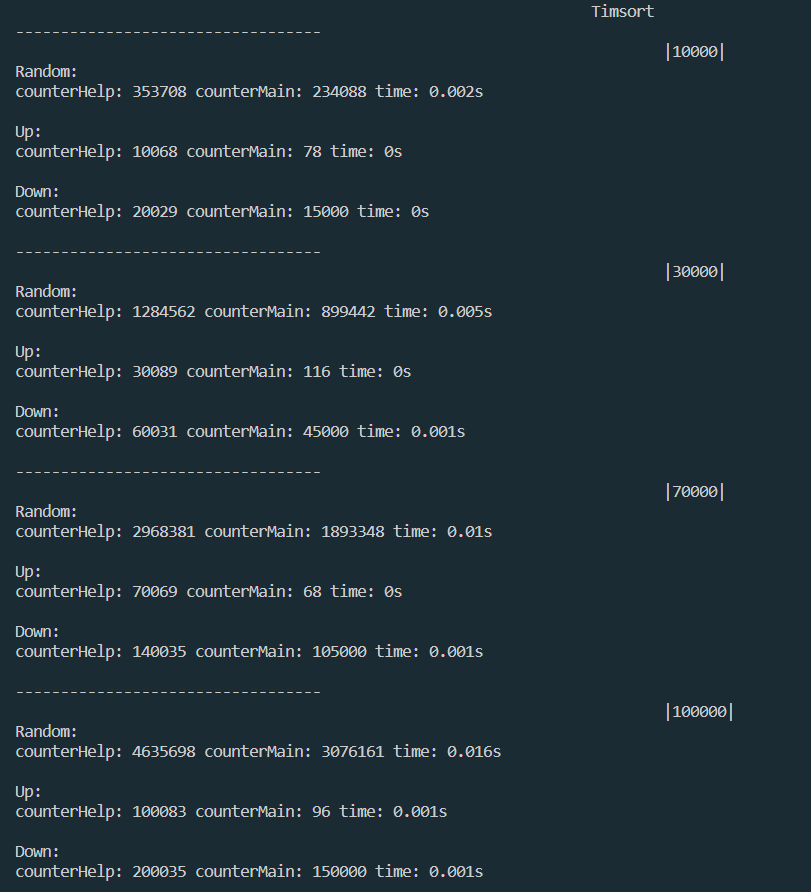 Timsort
----------------------------------
|10000|
Random:
counterHelp: 353708 counterMain: 234088 time: 0.002s
Up:
counterHelp: 10068 counterMain: 78 time: 0s
Down:
counterHelp: 20029 counterMain: 15000 time: 0s
----------------------------------
|30000|
Random:
counterHelp: 1284562 counterMain: 899442 time: 0.005s
Up:
counterHelp: 30089 counterMain: 116 time: 0s
Down:
counterHelp: 60031 counterMain: 45000 time: 0.001s
----------------------------------
|70000|
Random:
counterHelp: 2968381 counterMain: 1893348 time: 0.01s
Up:
counterHelp: 70069 counterMain: 68 time: 0s
Down:
counterHelp: 140035 counterMain: 105000 time: 0.001s
----------------------------------
|100000|
Random:
counterHelp: 4635698 counterMain: 3076161 time: 0.016s
Up:
counterHelp: 100083 counterMain: 96 time: 0.001s
Down:
counterHelp: 200035 counterMain: 150000 time: 0.001s